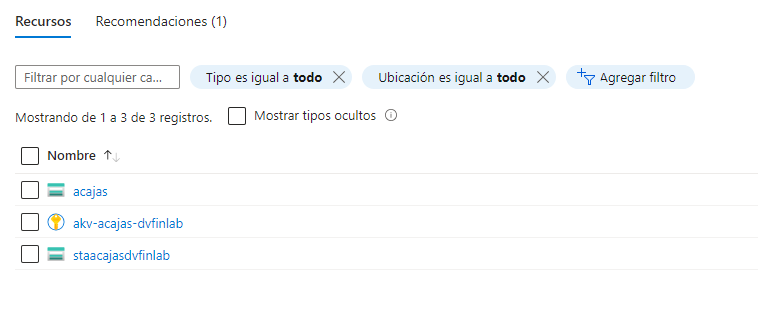 Recursos Recomendaciones (1)
Filtrar por cualquier ca... Tipo es igual a todo Ubicación es igual a todo Agregar filtro
Mostrando de 1 a 3 de 3 registros. Mostrar tipos ocultos
Nombre
acajas
akv-acajas-dvfinlab
staacajasdvfinlab